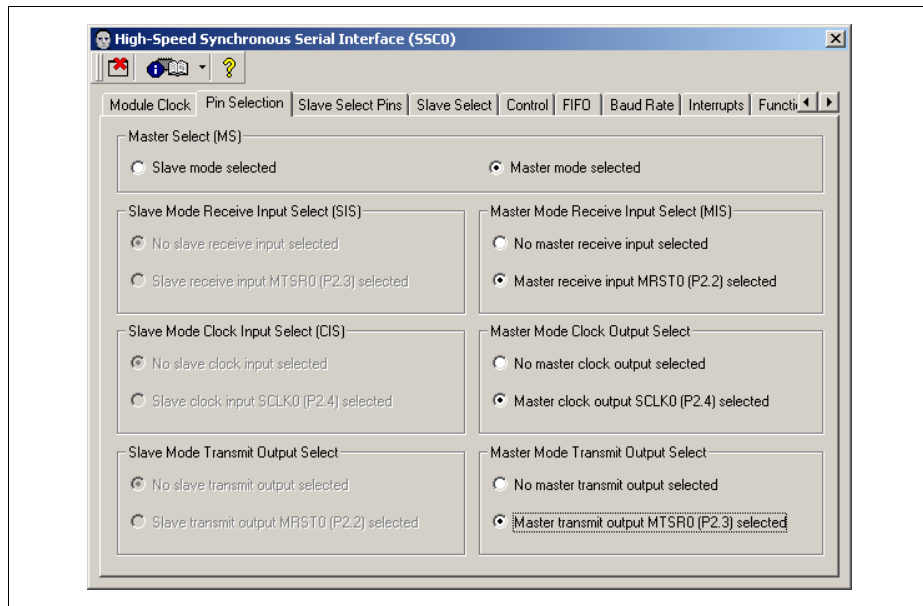 High-Speed Synchronous Serial Interface (SSC0)
Module Clock Pin Selection Slave Select Pins Slave Select Control FIFO Baud Rate Interrupts Functi
Master Select (MS)
Slave mode selected
Master mode selected
Slave Mode Receive Input Select (SIS)
No slave receive input selected
Slave receive input MTSR0 (P2.3) selected
Master Mode Receive Input Select (MIS)
No master receive input selected
Master receive input MRST0 (P2.2) selected
Slave Mode Clock Input Select (CIS)
No slave clock input selected
Slave clock input SCLK0 (P2.4) selected
Master Mode Clock Output Select
No master clock output selected
Master clock output SCLK0 (P2.4) selected
Slave Mode Transmit Output Select
No slave transmit output selected
Slave transmit output MRST0 (P2.2) selected
Master Mode Transmit Output Select
No master transmit output selected
Master transmit output MTSR0 (P2.3) selected